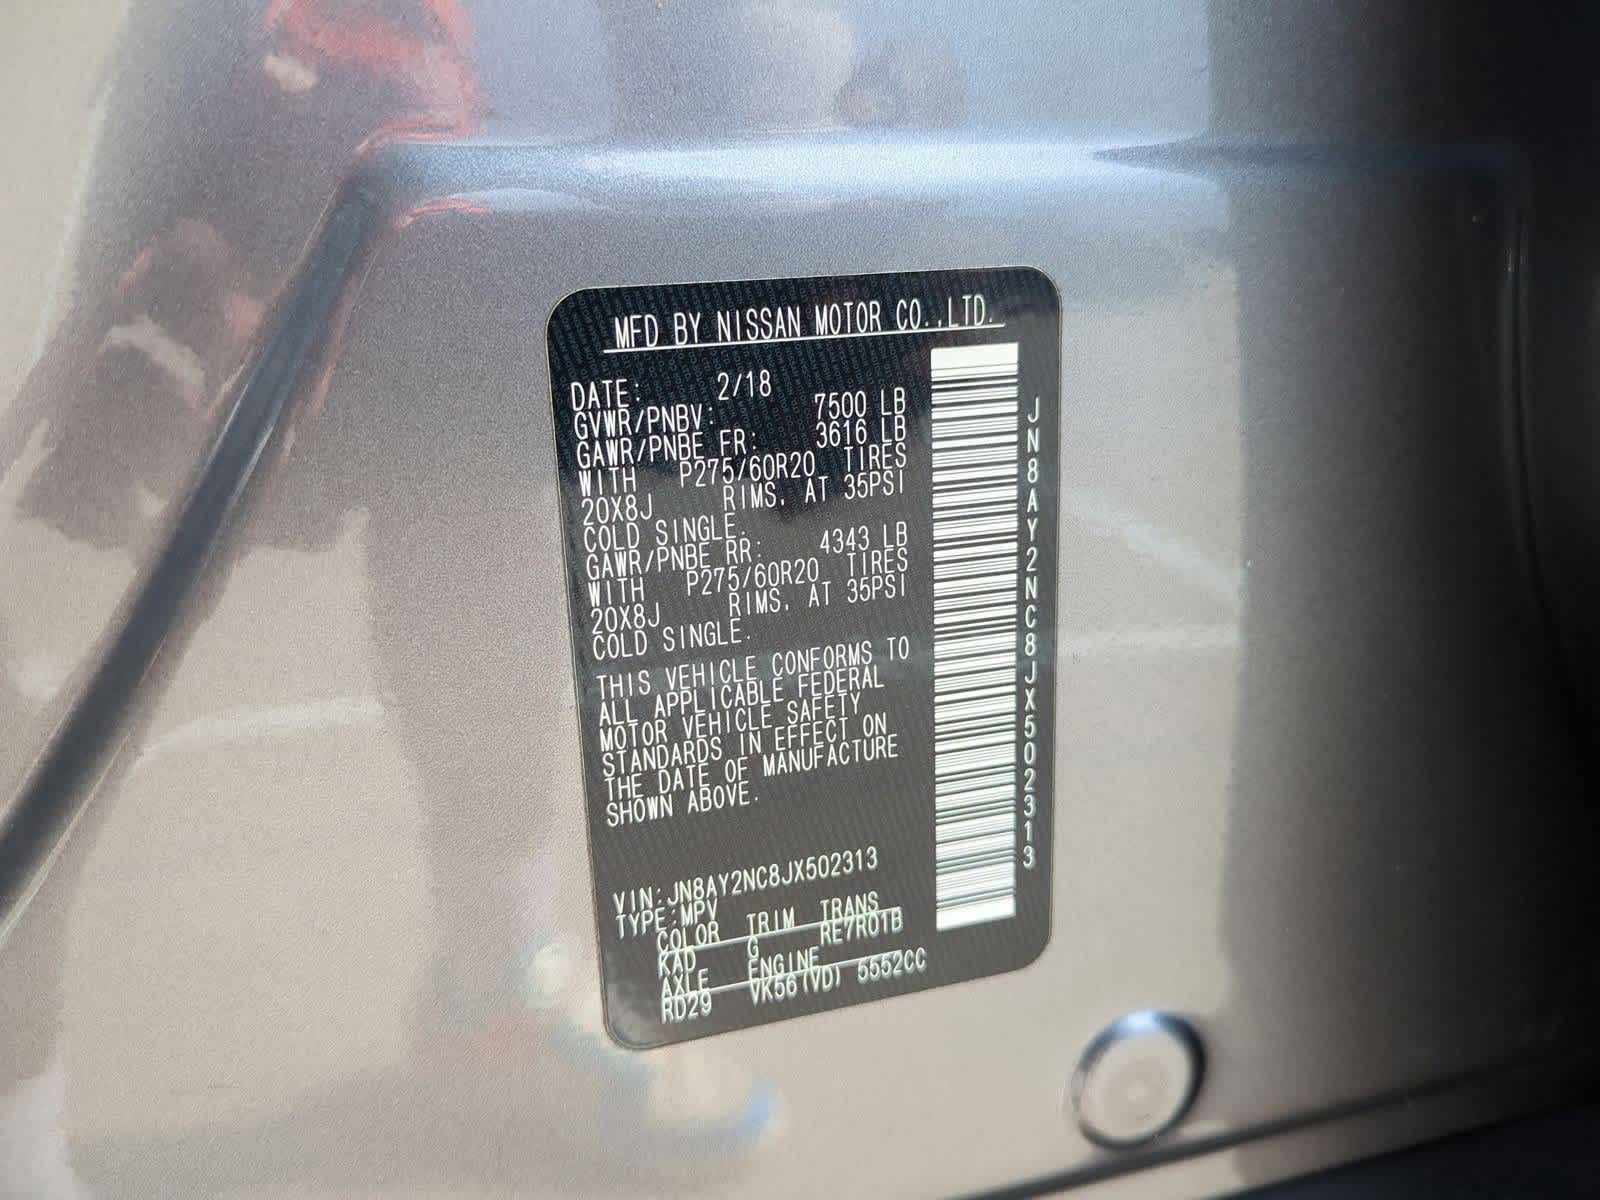 MFD BY NISSAN MOTOR CO.,LTD.
DATE: 2/18
GVWR/PNBV: 7500 LB
GAWR/PNBE FR: 3616 LB
WITH P275/60R20 TIRES
20X8J RIMS, AT 35PSI
COLD SINGLE.
GAWR/PNBE RR: 4343 LB
WITH P275/60R20 TIRES
20X8J RIMS, AT 35PSI
COLD SINGLE.
THIS VEHICLE CONFORMS TO
ALL APPLICABLE FEDERAL
MOTOR VEHICLE SAFETY
STANDARDS IN EFFECT ON
THE DATE OF MANUFACTURE
SHOWN ABOVE.
VIN:JN8AY2NC8JX502313
TYPE:MPV
COLOR TRIM TRANS
KAD G RE7R01B
AXLE ENGINE
RD29 VK56(VD) 5552CC
JN8AY2NC8JX502313